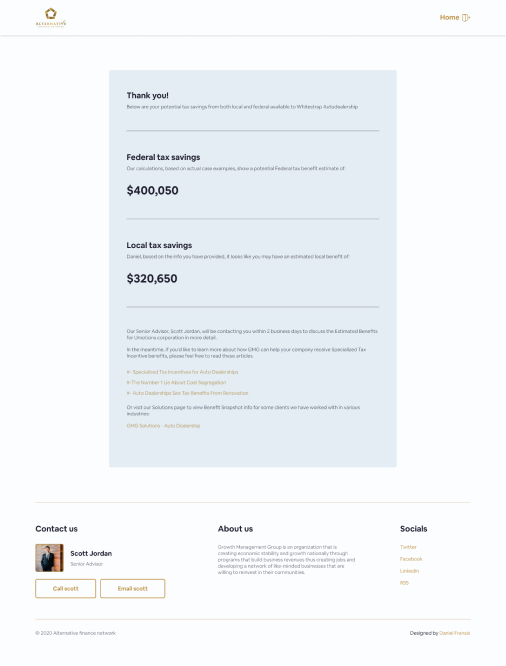 ALTERNATIVE
Home
Thank you!
Below are your potential tax savings from both local and federal available to Whitestrap Autodealership
Federal tax savings
Our calculations, based on actual case examples, show a potential Federal tax benefit estimate of:
$400,050
Local tax savings
Daniel, based on the info you have provided, it looks like you may have an estimated local benefit of:
$320,650
Our Senior Advisor, Scott Jordan, will be contacting you within 2 business days to discuss the Estimated Benefits
for Umotions corporation in more detail.
In the meantime, if you'd like to learn more about how GMG can help your company receive Specialized Tax
Incentive benefits, please feel free to read these articles.
#- Specialized Tax Incentives for Auto Dealerships
#-The Number 1 Lie About Cost Segregation
#- Auto Dealerships See Tax Benefits From Renovation
Or visit our Solutions page to view Benefit Snapshot info for some clients we have worked with in various
industries:
GMG Solutions - Auto Dealership
Contact us
About us
Socials
Scott Jordan
Senior Advisor
Call scott
Email scott
Growth Management Group is an organization that is
creating economic stability and growth nationally through
programs that build business revenues thus creating jobs and
developing a network of like-minded businesses that are
willing to reinvest in their communities.
Twitter
Facebook
LinkedIn
RSS
© 2020 Alternative finance network
Designed by Daniel